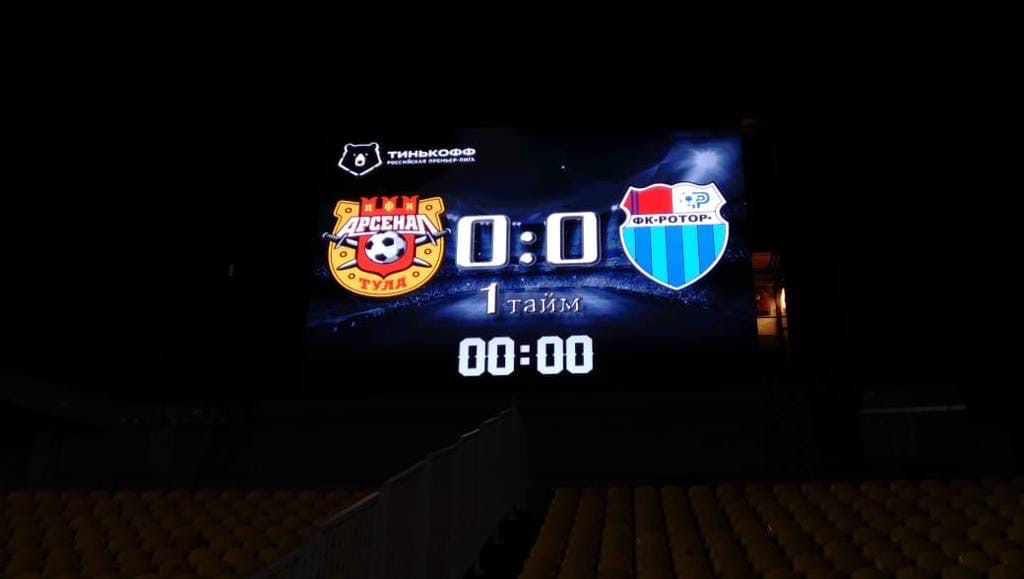 ТИНЬКОФФ
РОССИЙСКАЯ ПРЕМЬЕР-ЛИГА
ПФК
АРСЕНАЛ
ТУЛА
0:0
ФК•РОТОР•
1 тайм
00:00